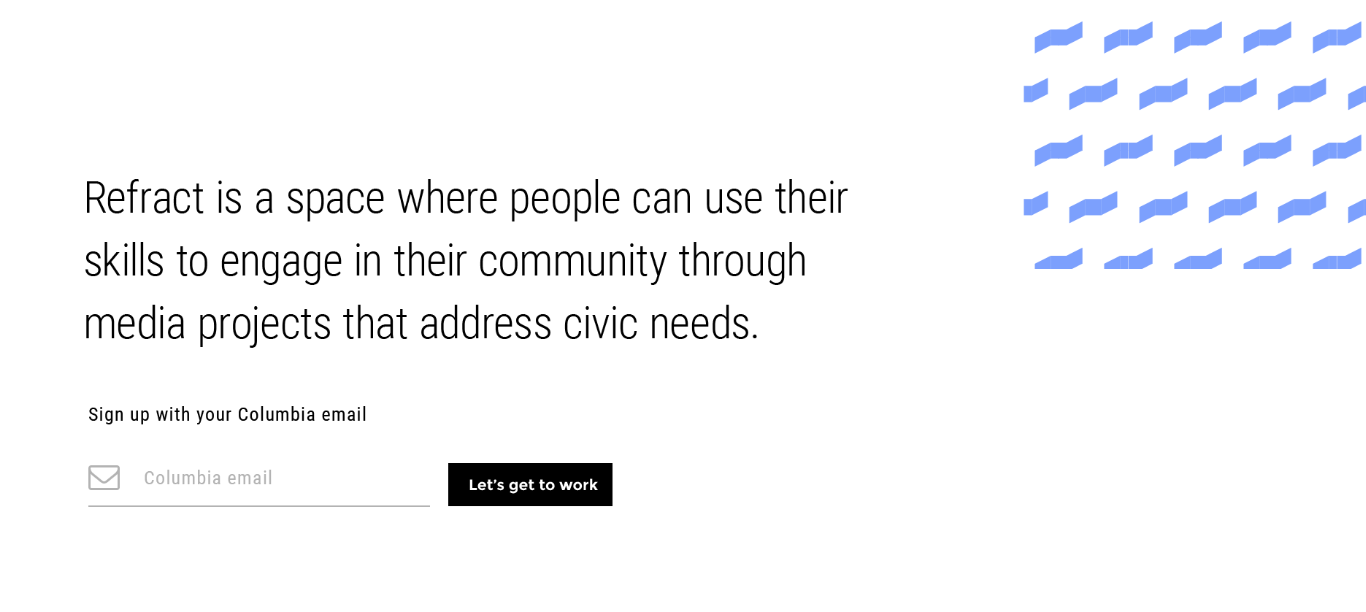 Refract is a space where people can use their
skills to engage in their community through
media projects that address civic needs.
Sign up with your Columbia email
Columbia email
Let's get to work